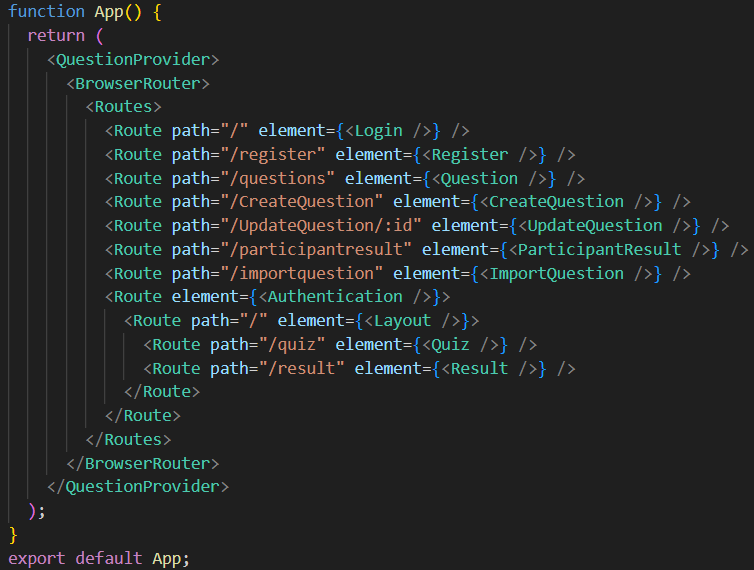 function App() {
  return (
    <QuestionProvider>
      <BrowserRouter>
        <Routes>
          <Route path="/" element={<Login />} />
          <Route path="/register" element={<Register />} />
          <Route path="/questions" element={<Question />} />
          <Route path="/CreateQuestion" element={<CreateQuestion />} />
          <Route path="/UpdateQuestion/:id" element={<UpdateQuestion />} />
          <Route path="/participantresult" element={<ParticipantResult />} />
          <Route path="/importquestion" element={<ImportQuestion />} />
          <Route element={<Authentication />}>
            <Route path="/" element={<Layout />}>
              <Route path="/quiz" element={<Quiz />} />
              <Route path="/result" element={<Result />} />
            </Route>
          </Route>
        </Routes>
      </BrowserRouter>
    </QuestionProvider>
  );
}
export default App;